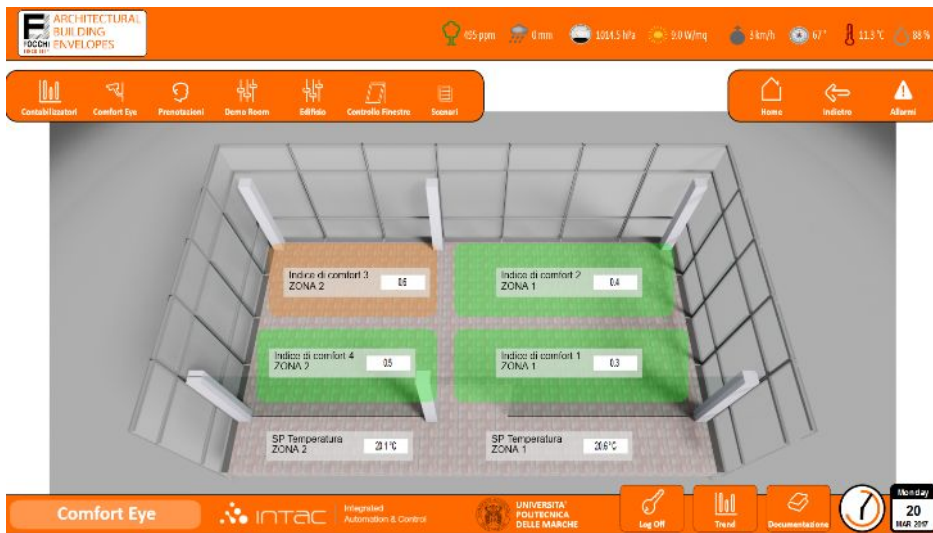 ARCHITECTURAL
BUILDING
ENVELOPES
FOCCHI
495 ppm
0 mm
1014.5 hPa
9.0 W/mq
3 km/h
67°
11.3 °C
88 %
Contabilizzatori
Comfort Eye
Prenotazioni
Demo Room
Edificio
Controllo Finestre
Scenari
Home
Indietro
Allarmi
Indice di comfort 3
ZONA 2
0.6
Indice di comfort 2
ZONA 1
0.4
Indice di comfort 4
ZONA 2
0.5
Indice di comfort 1
ZONA 1
0.3
SP Temperatura
ZONA 2
SP Temperatura
ZONA 1
20.6 °C
Comfort Eye
INTAC
Integrated
Automation & Control
UNIVERSITA'
POLITECNICA
DELLE MARCHE
Log Off
Trend
Documentazione
7
Monday
20
MAR 2017